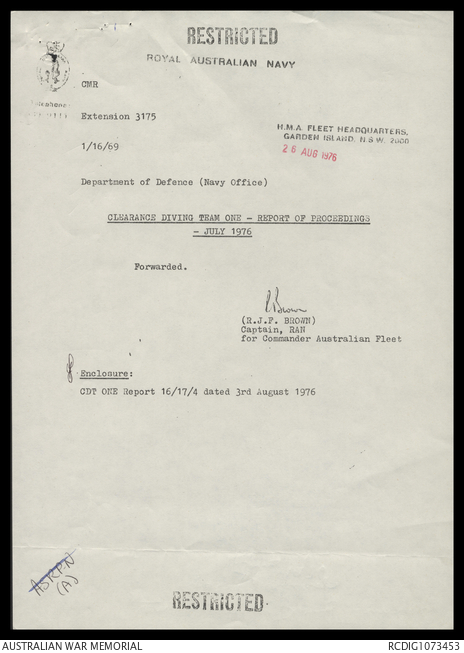 RESTRICTED
ROYAL AUSTRALIAN NAVY
CMR
Telephone
Extension 3175
1/16/69
H.M.A. FLEET HEADQUARTERS,
GARDEN ISLAND, N.S.W. 2000
26 AUG 1976
Department of Defence (Navy Office)
CLEARANCE DIVING TEAM ONE - REPORT OF PROCEEDINGS
- JULY 1976
Forwarded.
RBrown
(R.J.F. BROWN)
Captain, RAN
for Commander Australian Fleet
Enclosure:
CDT ONE Report 16/17/4 dated 3rd August 1976
(A)
RESTRICTED
AUSTRALIAN WAR MEMORIAL
RCDIG1073453